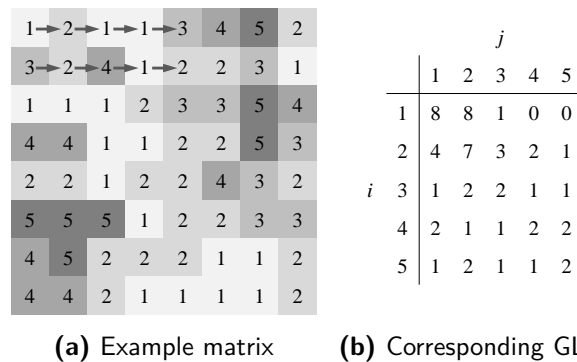 1 2 1 1 3 4 5 2
3 2 4 1 2 2 3 1
1 1 1 2 3 3 5 4
4 4 1 1 2 2 5 3
2 2 1 2 2 4 3 2
5 5 5 1 2 2 3 3
4 5 2 2 2 1 1 2
4 4 2 1 1 1 1 2
(a) Example matrix
j
1 2 3 4 5
1 8 8 1 0 0
2 4 7 3 2 1
i 3 1 2 2 1 1
4 2 1 1 2 2
5 1 2 1 1 2
(b) Corresponding GL